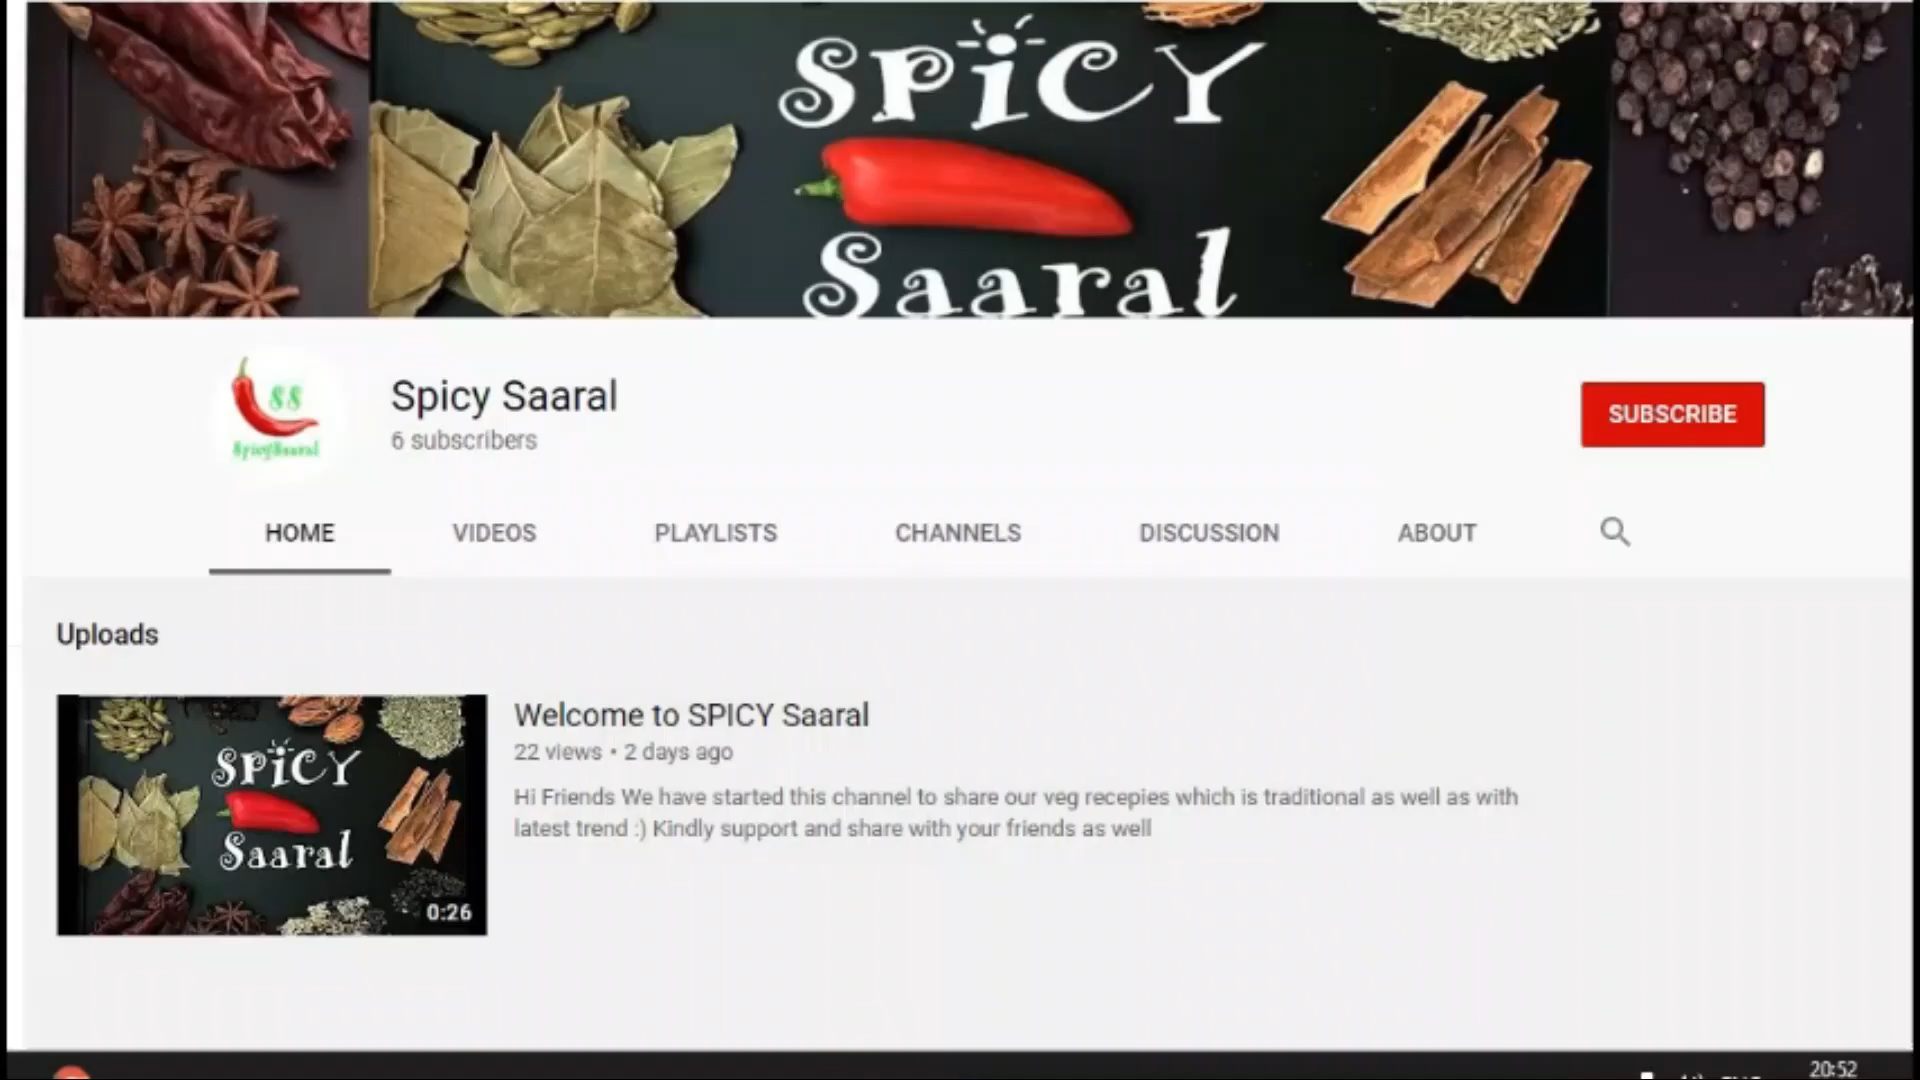 SPiCY
Saaral
88
SpicySaaral
Spicy Saaral
6 subscribers
SUBSCRIBE
HOME VIDEOS PLAYLISTS CHANNELS DISCUSSION ABOUT
Uploads
SPiCY
Saaral
0:26
Welcome to SPICY Saaral
22 views • 2 days ago
Hi Friends We have started this channel to share our veg recepies which is traditional as well as with
latest trend :) Kindly support and share with your friends as well
20:52